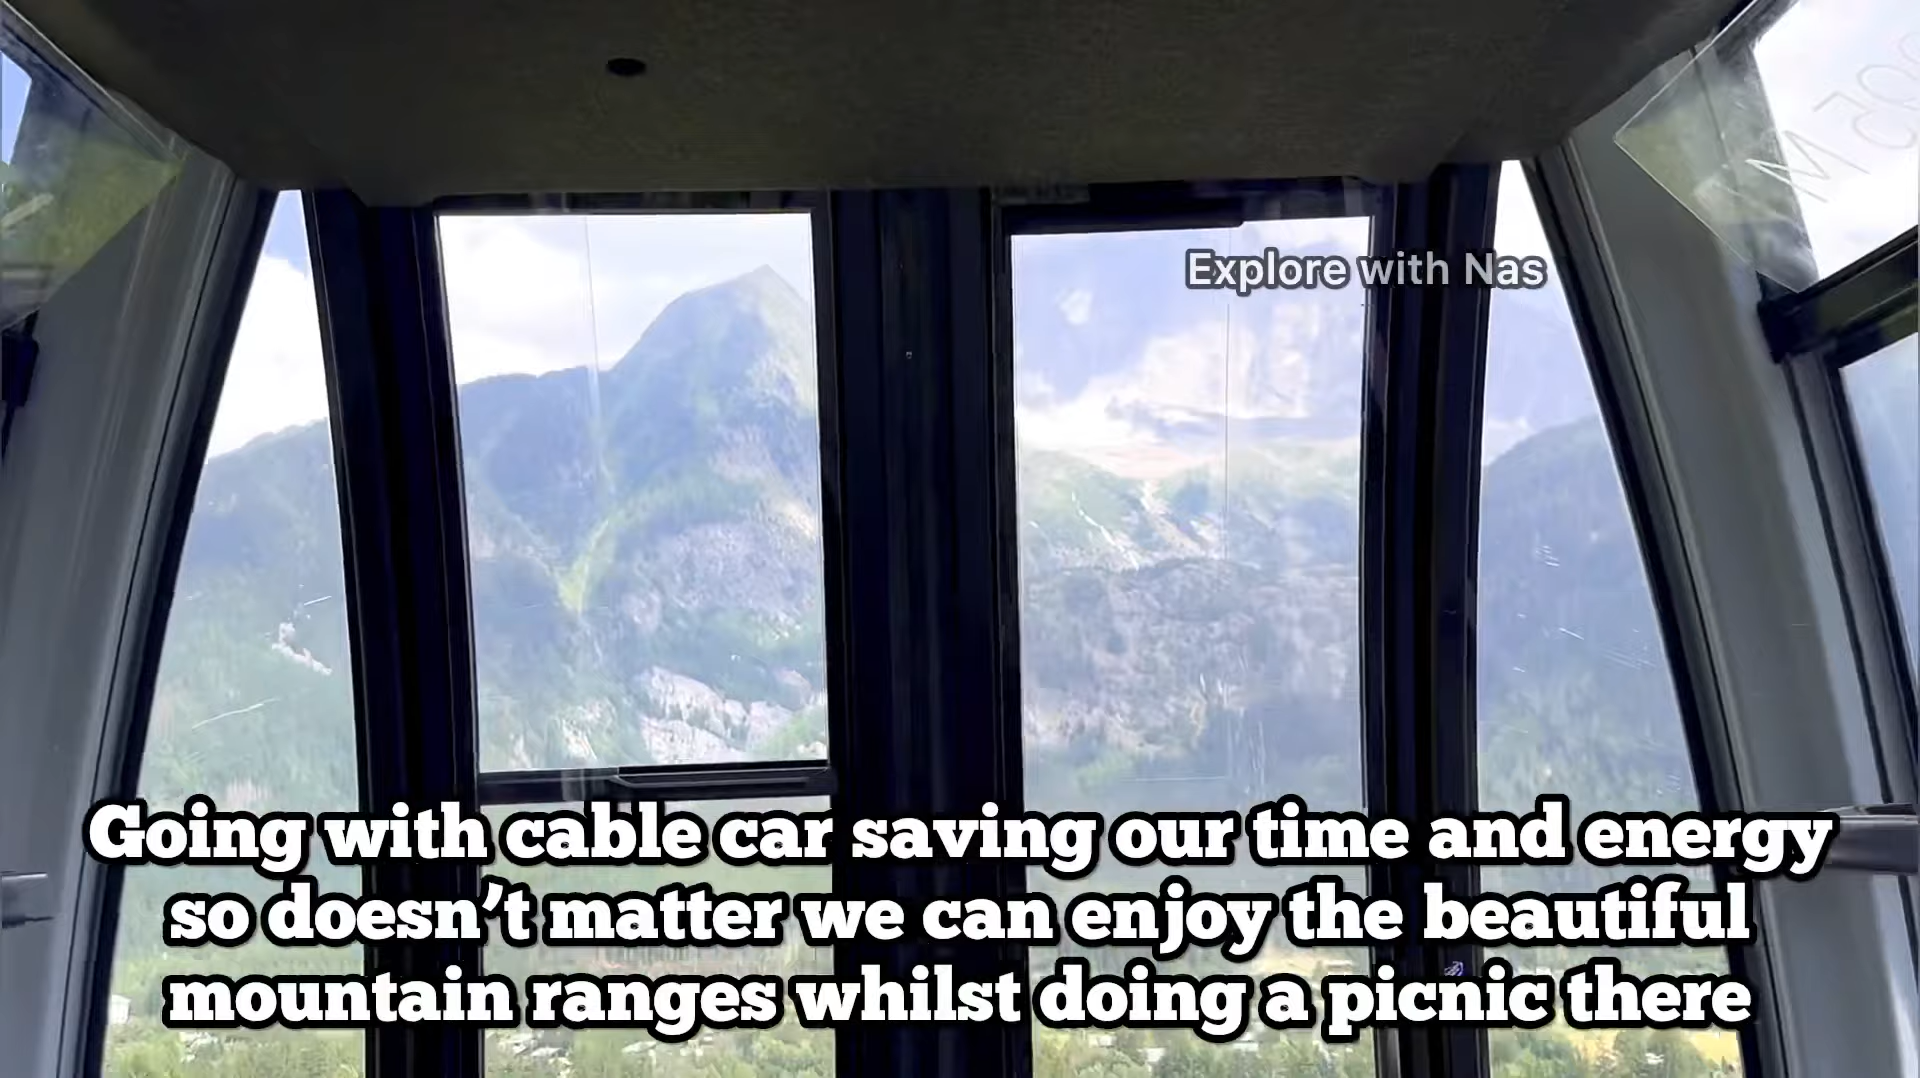 Explore with Nas
Going with cable car saving our time and energy
so doesn’t matter we can enjoy the beautiful
mountain ranges whilst doing a picnic there